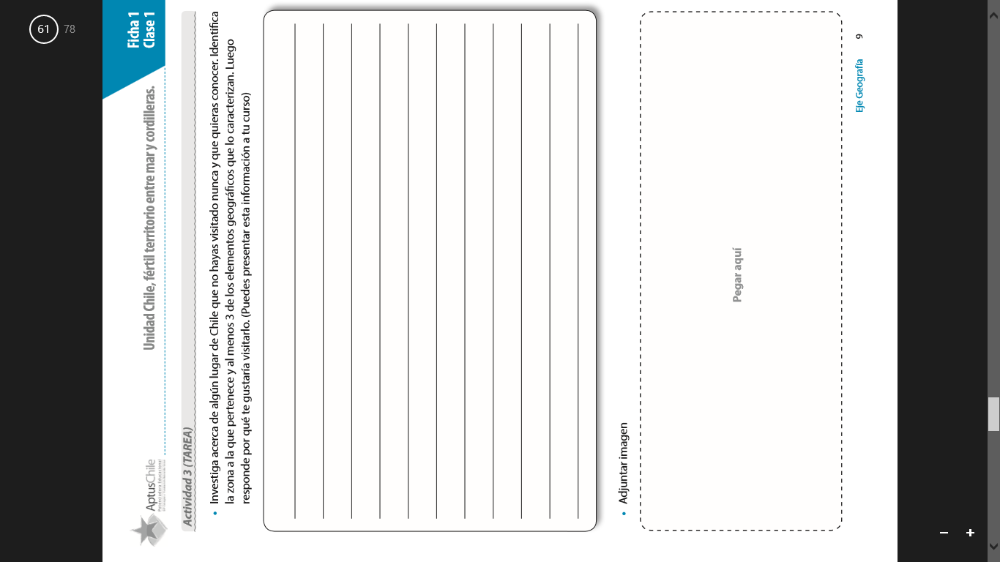 61 78
Ficha 1
Clase 1
AptusChile
Potenciadora Educacional
Unidad Chile, fértil territorio entre mar y cordilleras.
Actividad 3 (TAREA)
• Investiga acerca de algún lugar de Chile que no hayas visitado nunca y que quieras conocer. Identifica
la zona a la que pertenece y al menos 3 de los elementos geográficos que lo caracterizan. Luego
responde por qué te gustaría visitarlo. (Puedes presentar esta información a tu curso)
• Adjuntar imagen
Pegar aquí
Eje Geografía 9